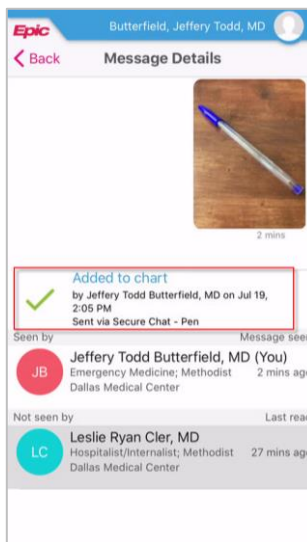 Epic
Butterfield, Jeffery Todd, MD
Back
Message Details
2 mins
Added to chart
by Jeffery Todd Butterfield, MD on Jul 19,
2:05 PM
Sent via Secure Chat - Pen
Seen by
Message seen
Jeffery Todd Butterfield, MD (You)
JB
Emergency Medicine; Methodist
2 mins ago
Dallas Medical Center
Not seen by
Last read
Leslie Ryan Cler, MD
LC
Hospitalist/Internalist; Methodist
27 mins ago
Dallas Medical Center